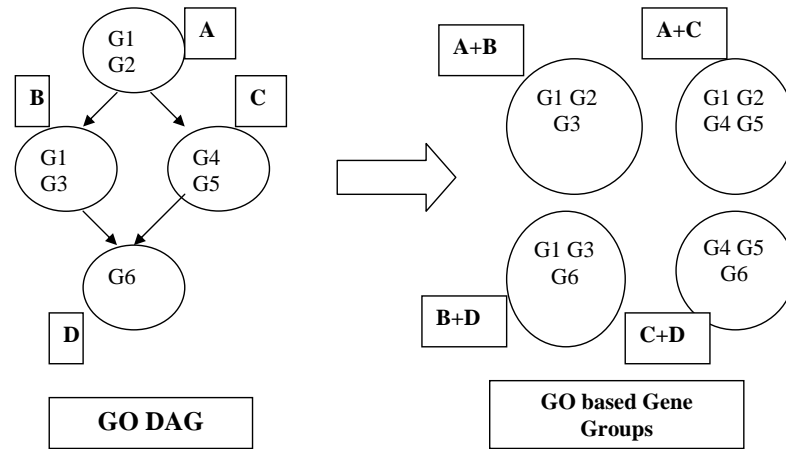 G1
G2
A
B
C
G1
G3
G4
G5
G6
D
GO DAG
A+B
A+C
G1 G2
G3
G1 G2
G4 G5
G1 G3
G6
G4 G5
G6
B+D
C+D
GO based Gene
Groups